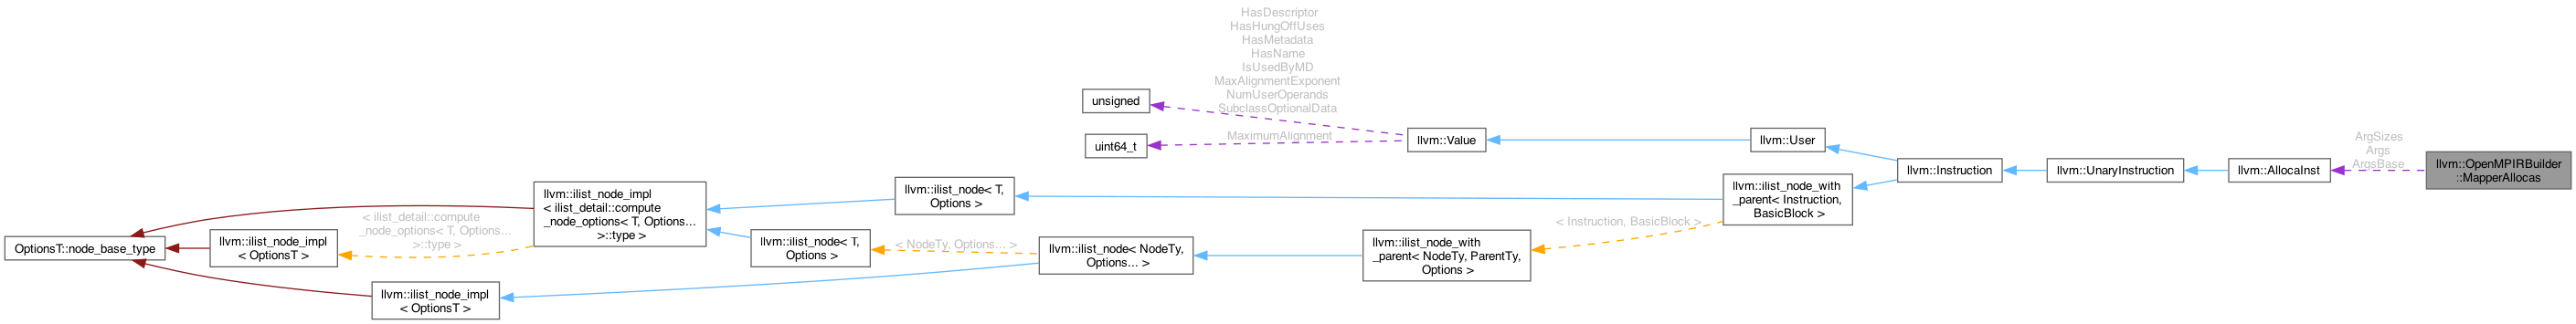 HasDescriptor
HasHungOffUses
HasMetadata
HasName
IsUsedByMD
MaxAlignmentExponent
NumUserOperands
SubclassOptionalData
unsigned
MaximumAlignment
uint64_t
llvm::Value
llvm::User
ArgSizes
Args
ArgsBase
llvm::OpenMPIRBuilder
::MapperAllocas
llvm::Instruction
llvm::UnaryInstruction
llvm::AllocaInst
llvm::ilist_node_impl
< ilist_detail::compute
_node_options< T, Options...
>::type >
llvm::ilist_node< T,
Options >
llvm::ilist_node_with
_parent< Instruction,
BasicBlock >
< ilist_detail::compute
_node_options< T, Options...
>::type >
< Instruction, BasicBlock >
OptionsT::node_base_type
llvm::ilist_node_impl
< OptionsT >
llvm::ilist_node< T,
Options >
< NodeTy, Options... >
llvm::ilist_node< NodeTy,
Options... >
llvm::ilist_node_with
_parent< NodeTy, ParentTy,
Options >
llvm::ilist_node_impl
< OptionsT >